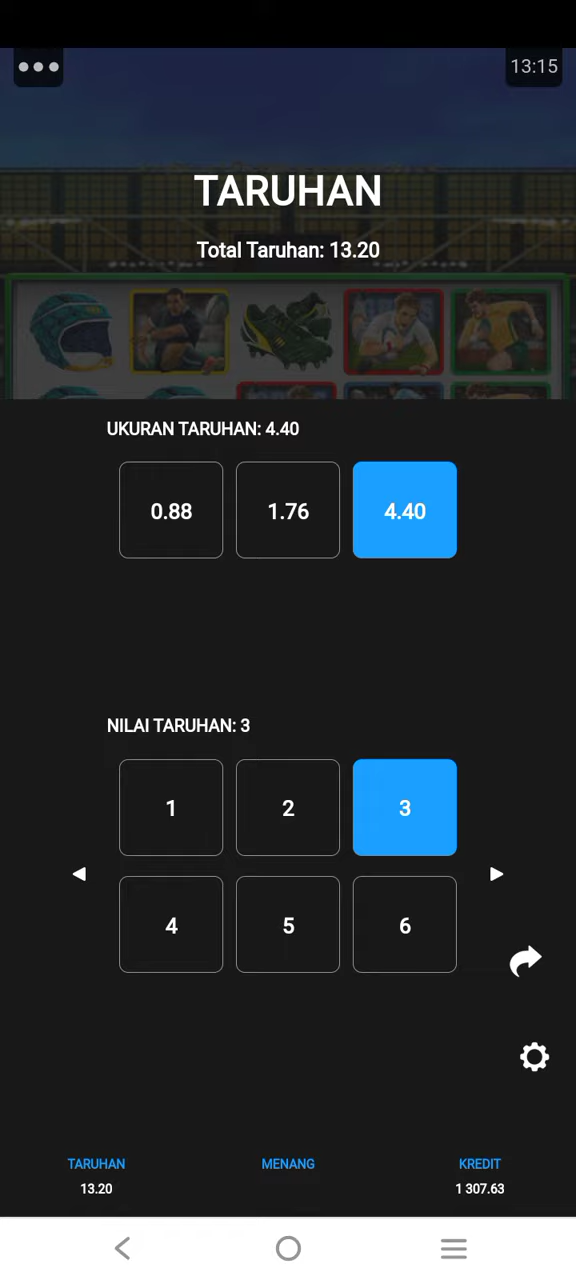 13:15
TARUHAN
Total Taruhan: 13.20
UKURAN TARUHAN: 4.40
0.88 1.76 4.40
NILAI TARUHAN: 3
1 2 3
4 5 6
TARUHAN MENANG KREDIT
13.20 1 307.63